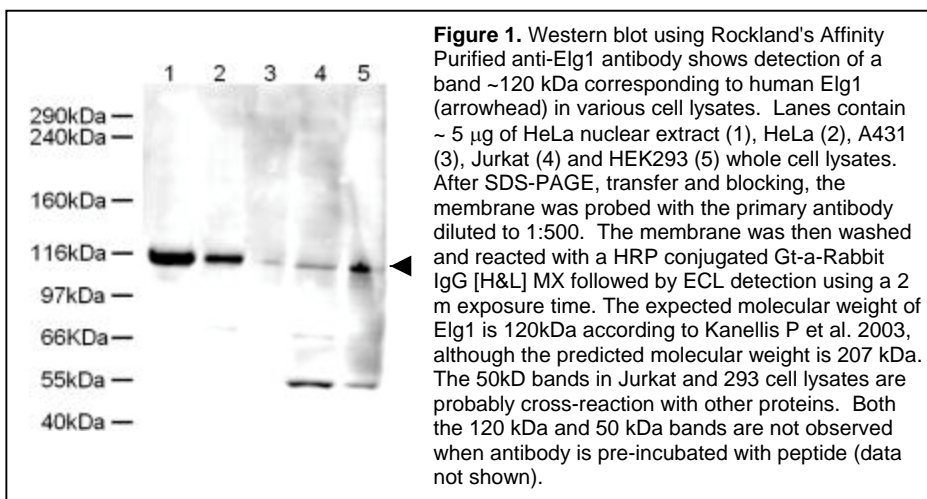 1 2 3 4 5
290kDa
240kDa
160kDa
116kDa
97kDa
66KDa
55kDa
40kDa
Figure 1. Western blot using Rockland's Affinity
Purified anti-Elg1 antibody shows detection of a
band ~120 kDa corresponding to human Elg1
(arrowhead) in various cell lysates. Lanes contain
~ 5 μg of HeLa nuclear extract (1), HeLa (2), A431
(3), Jurkat (4) and HEK293 (5) whole cell lysates.
After SDS-PAGE, transfer and blocking, the
membrane was probed with the primary antibody
diluted to 1:500. The membrane was then washed
and reacted with a HRP conjugated Gt-a-Rabbit
IgG [H&L] MX followed by ECL detection using a 2
m exposure time. The expected molecular weight of
Elg1 is 120kDa according to Kanellis P et al. 2003,
although the predicted molecular weight is 207 kDa.
The 50kD bands in Jurkat and 293 cell lysates are
probably cross-reaction with other proteins. Both
the 120 kDa and 50 kDa bands are not observed
when antibody is pre-incubated with peptide (data
not shown).